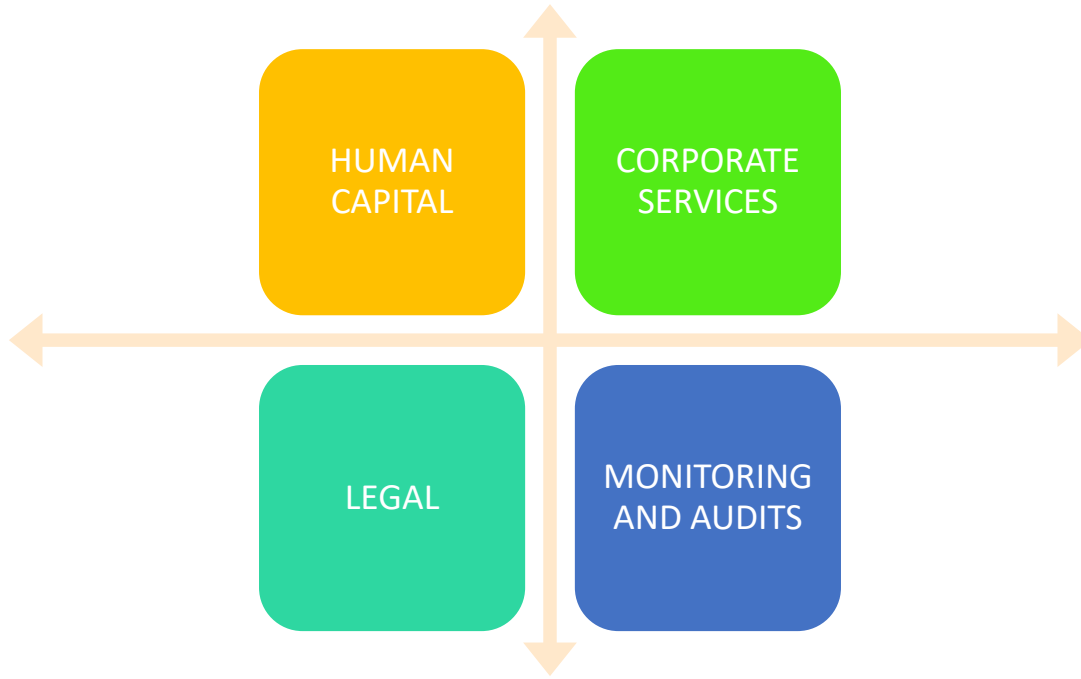 HUMAN
CAPITAL
CORPORATE
SERVICES
LEGAL
MONITORING
AND AUDITS